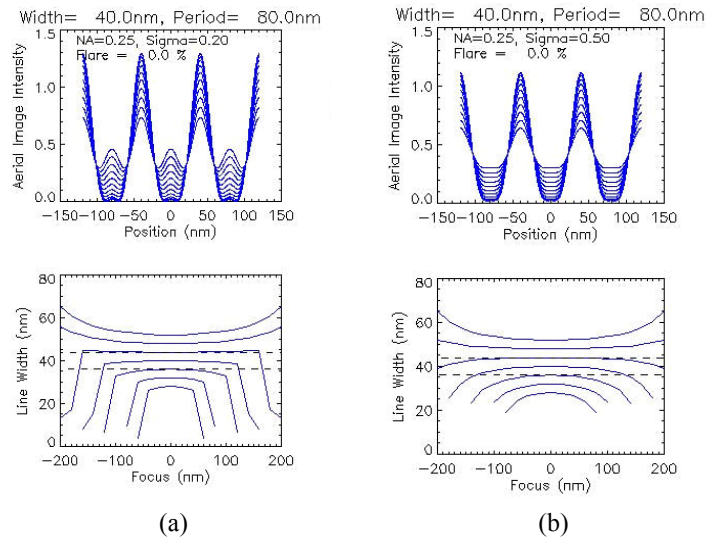 Width= 40.0nm, Period= 80.0nm
NA=0.25, Sigma=0.20
Flare = 0.0 %
Aerial Image Intensity
1.5
1.0
0.5
0.0
−150 −100 −50 0 50 100 150
Position (nm)
Line Width (nm)
80
60
40
20
0
−200 −100 0 100 200
Focus (nm)
(a)
Width= 40.0nm, Period= 80.0nm
NA=0.25, Sigma=0.50
Flare = 0.0 %
Aerial Image Intensity
1.5
1.0
0.5
0.0
−150 −100 −50 0 50 100 150
Position (nm)
Line Width (nm)
80
60
40
20
0
−200 −100 0 100 200
Focus (nm)
(b)